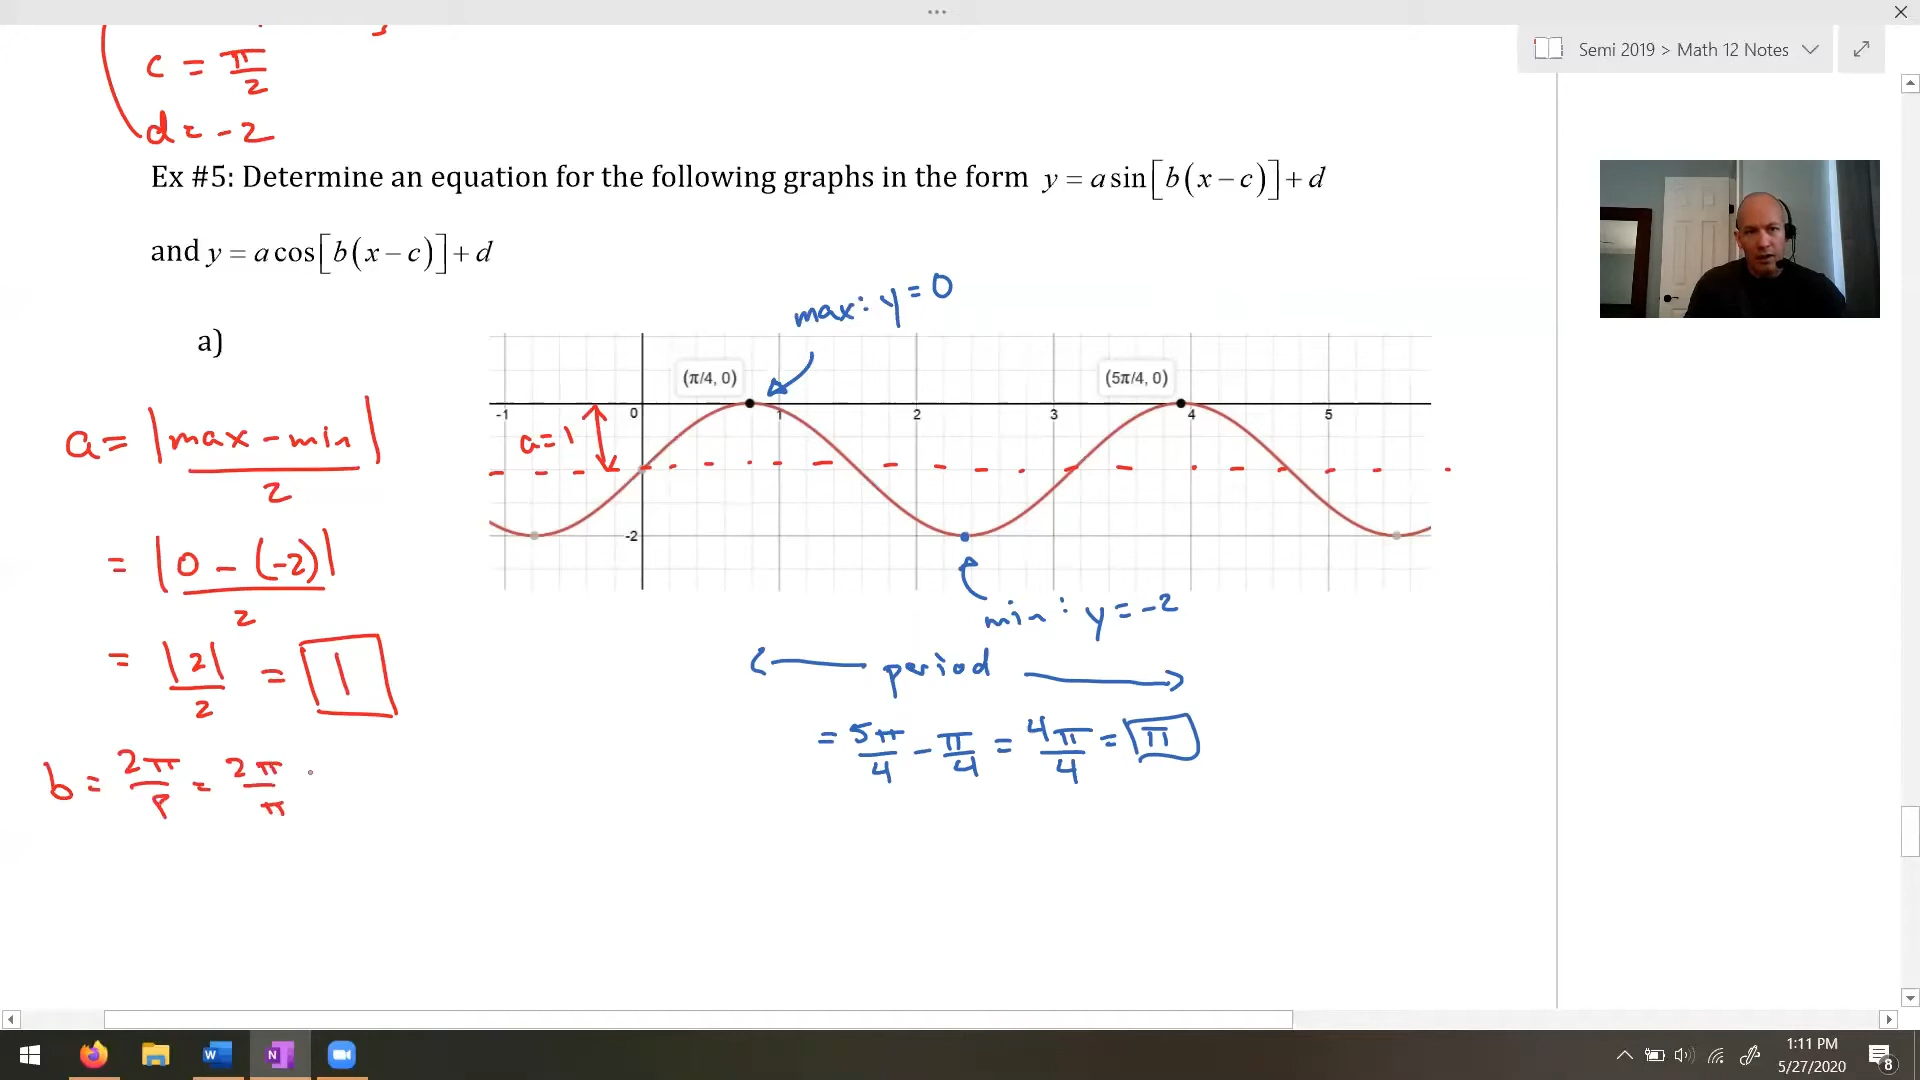 Semi 2019 > Math 12 Notes
c = π/2
d = -2
Ex #5: Determine an equation for the following graphs in the form y = a sin[b(x − c)] + d
and y = a cos[b(x − c)] + d
max: y = 0
a)
(π/4, 0) (5π/4, 0)
-1 0 1 2 3 4 5
a = 1
-2
a = |max - min|/2
= |0 - (-2)|/2
= |2|/2 = 1
min: y = -2
period
= 5π/4 - π/4 = 4π/4 = π
b = 2π/P = 2π/π
1:11 PM
5/27/2020
8